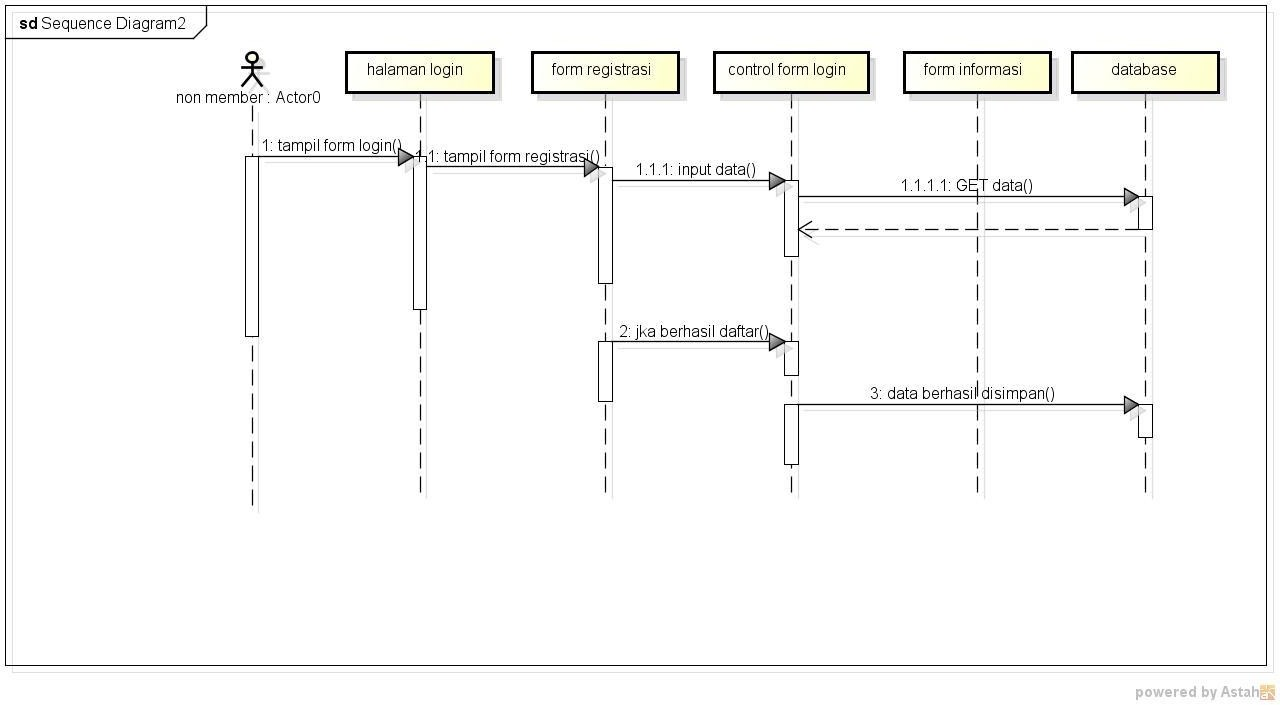 sd Sequence Diagram2
non member : Actor0
halaman login
form registrasi
control form login
form informasi
database
1: tampil form login()
1.1: tampil form registrasi()
1.1.1: input data()
1.1.1.1: GET data()
2: jka berhasil daftar()
3: data berhasil disimpan()
powered by Astah